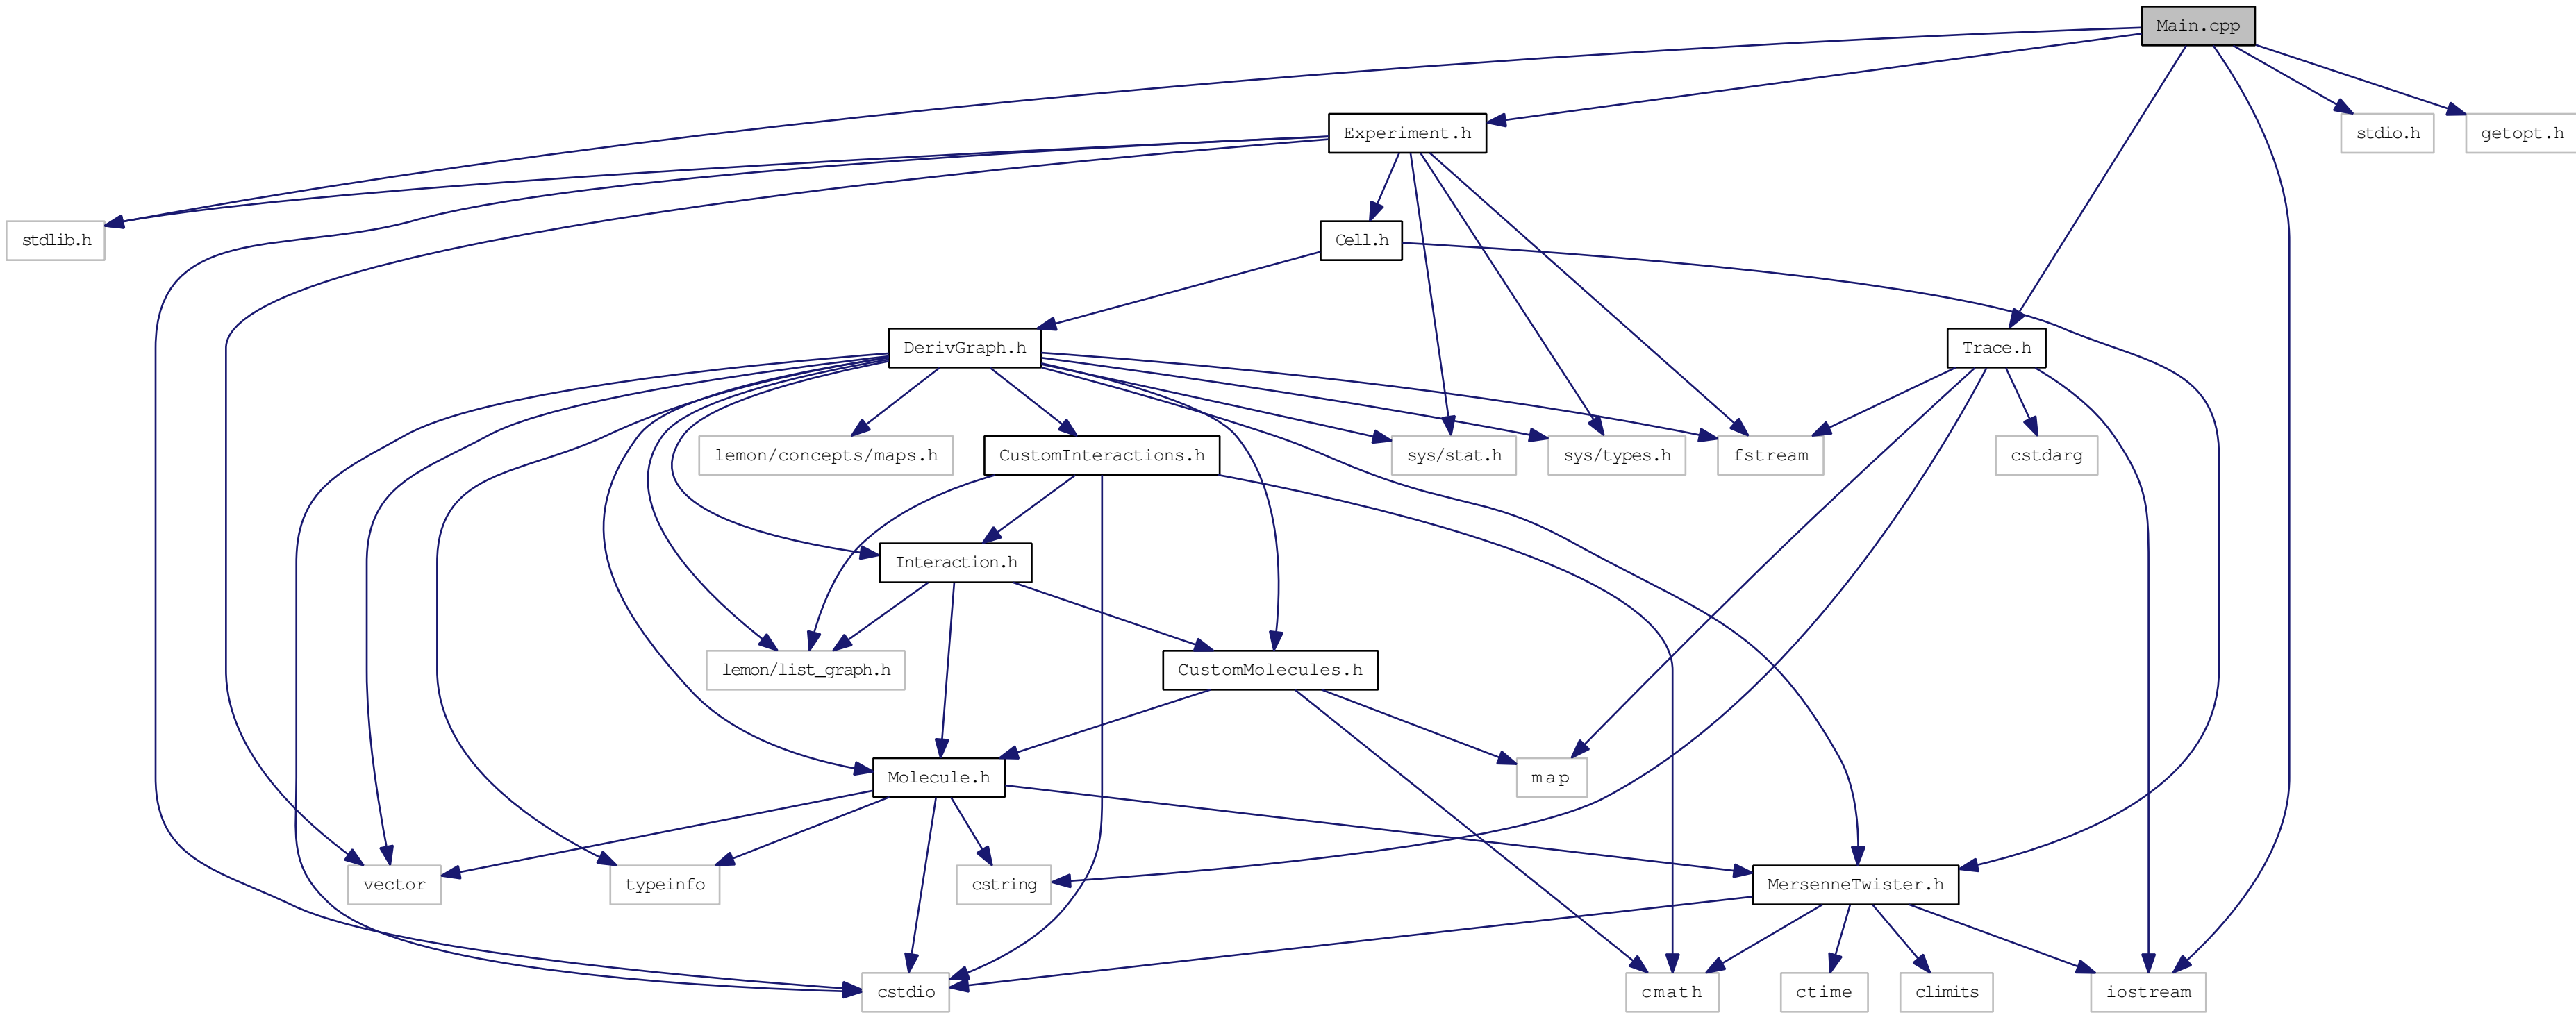 Main.cpp
Experiment.h
stdio.h
getopt.h
stdlib.h
Cell.h
DerivGraph.h
Trace.h
lemon/concepts/maps.h
CustomInteractions.h
sys/stat.h
sys/types.h
fstream
cstdarg
Interaction.h
lemon/list_graph.h
CustomMolecules.h
Molecule.h
map
vector
typeinfo
cstring
MersenneTwister.h
cstdio
cmath
ctime
climits
iostream